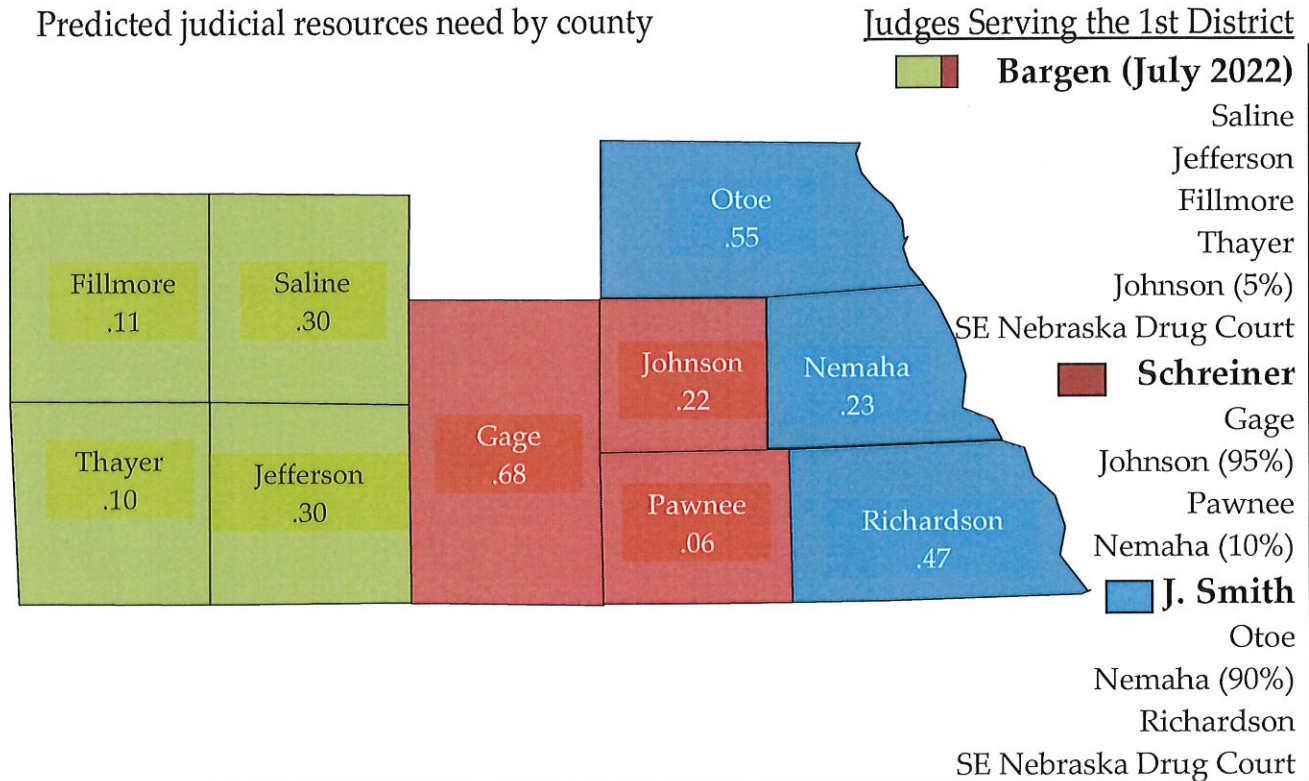 Predicted judicial resources need by county
Judges Serving the 1st District
Bargen (July 2022)
Saline
Jefferson
Fillmore
Thayer
Johnson (5%)
SE Nebraska Drug Court
Schreiner
Gage
Johnson (95%)
Pawnee
Nemaha (10%)
J. Smith
Otoe
Nemaha (90%)
Richardson
SE Nebraska Drug Court
Otoe
.55
Fillmore
.11
Saline
.30
Johnson
.22
Nemaha
.23
Gage
.68
Thayer
.10
Jefferson
.30
Pawnee
.06
Richardson
.47